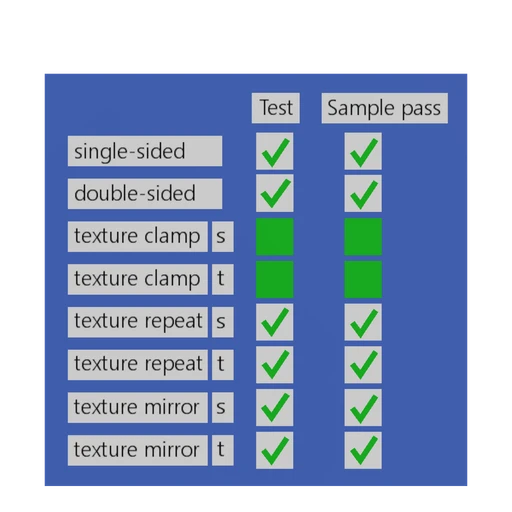 Test Sample pass
single-sided
double-sided
texture clamp s
texture clamp t
texture repeat s
texture repeat t
texture mirror s
texture mirror t